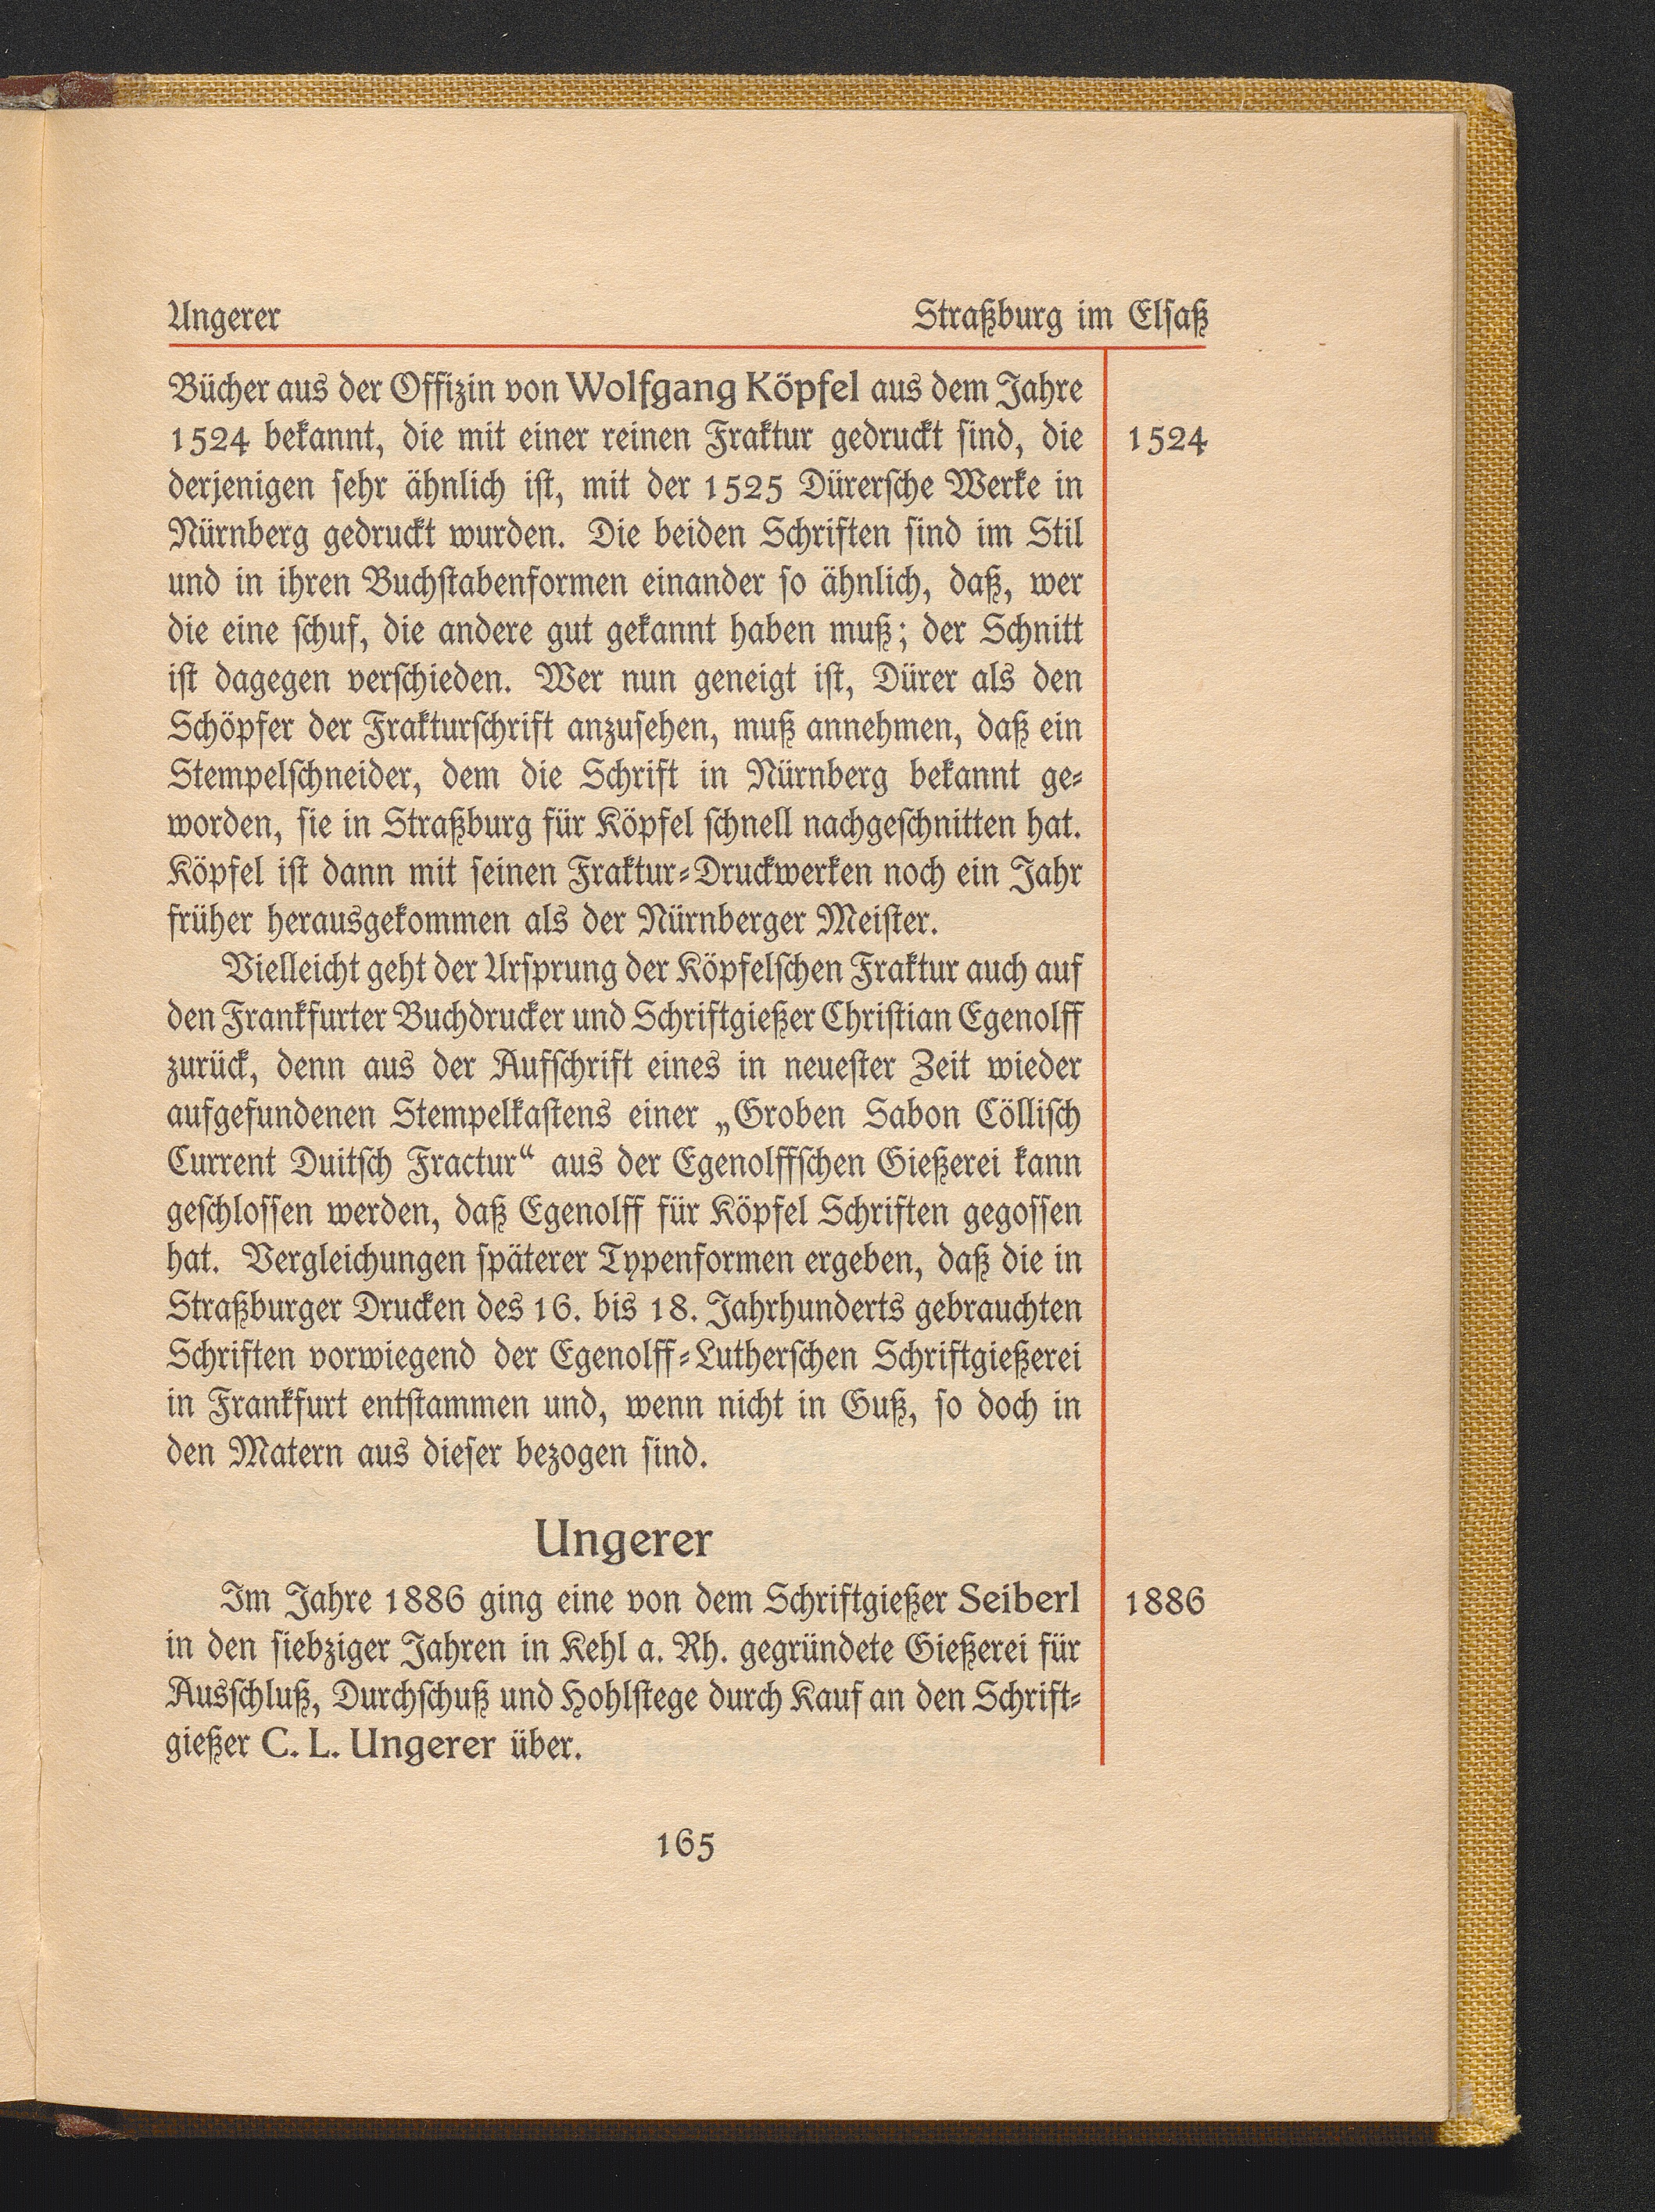 Ungerer Straßburg im Elsaß
Bücher aus der Offizin von Wolfgang Köpfel aus dem Jahre
1524 bekannt, die mit einer reinen Fraktur gedruckt sind, die 1524
derjenigen sehr ähnlich ist, mit der 1525 Dürersche Werke in
Nürnberg gedruckt wurden. Die beiden Schriften sind im Stil
und in ihren Buchstabenformen einander so ähnlich, daß, wer
die eine schuf, die andere gut gekannt haben muß; der Schnitt
ist dagegen verschieden. Wer nun geneigt ist, Dürer als den
Schöpfer der Frakturschrift anzusehen, muß annehmen, daß ein
Stempelschneider, dem die Schrift in Nürnberg bekannt ge-
worden, sie in Straßburg für Köpfel schnell nachgeschnitten hat.
Köpfel ist dann mit seinen Fraktur-Druckwerken noch ein Jahr
früher herausgekommen als der Nürnberger Meister.
Vielleicht geht der Ursprung der Köpfelschen Fraktur auch auf
den Frankfurter Buchdrucker und Schriftgießer Christian Egenolff
zurück, denn aus der Aufschrift eines in neuester Zeit wieder
aufgefundenen Stempelkastens einer „Groben Sabon Cöllisch
Current Duitsch Fractur“ aus der Egenolffschen Gießerei kann
geschlossen werden, daß Egenolff für Köpfel Schriften gegossen
hat. Vergleichungen späterer Typenformen ergeben, daß die in
Straßburger Drucken des 16. bis 18. Jahrhunderts gebrauchten
Schriften vorwiegend der Egenolff-Lutherschen Schriftgießerei
in Frankfurt entstammen und, wenn nicht in Guß, so doch in
den Matern aus dieser bezogen sind.
Ungerer
Im Jahre 1886 ging eine von dem Schriftgießer Seiberl 1886
in den siebziger Jahren in Kehl a. Rh. gegründete Gießerei für
Ausschluß, Durchschuß und Hohlstege durch Kauf an den Schrift-
gießer C. L. Ungerer über.
165